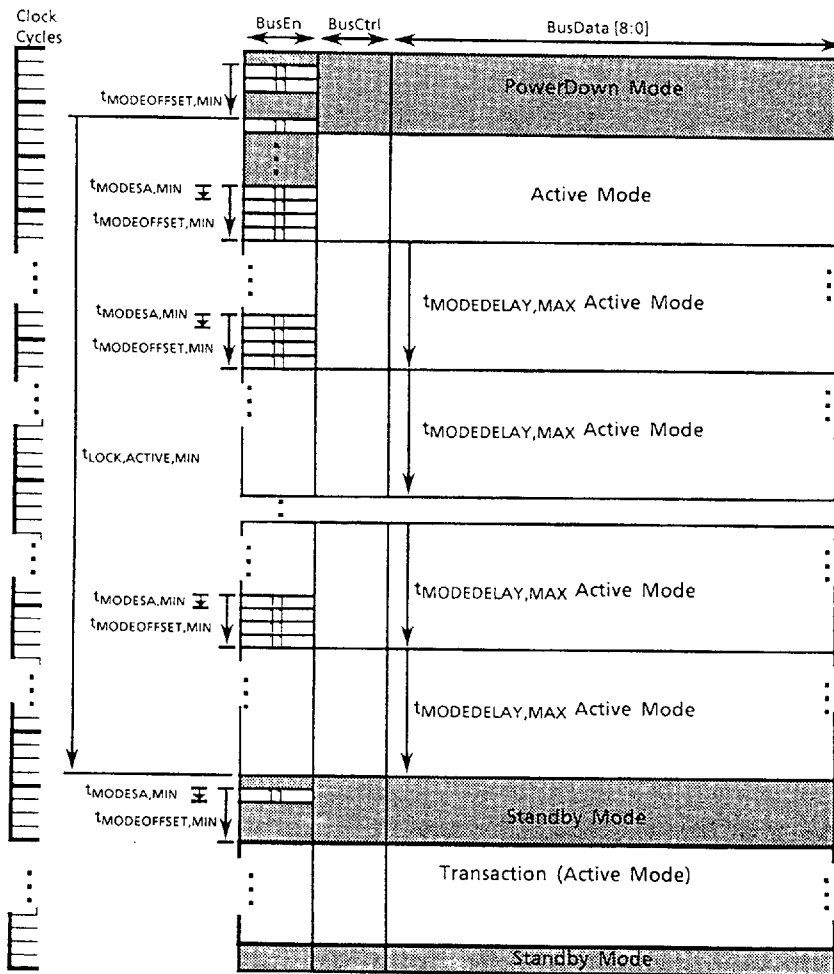 Clock
Cycles
BusEn BusCtrl BusData [8:0]
PowerDown Mode
tMODEOFFSET,MIN
tMODESA,MIN
Active Mode
tMODEOFFSET,MIN
tMODEDELAY,MAX Active Mode
tMODESA,MIN
tMODEOFFSET,MIN
tMODEDELAY,MAX Active Mode
tLOCK,ACTIVE,MIN
tMODEDELAY,MAX Active Mode
tMODESA,MIN
tMODEOFFSET,MIN
tMODEDELAY,MAX Active Mode
tMODESA,MIN
tMODEOFFSET,MIN
Standby Mode
Transaction (Active Mode)
Standby Mode